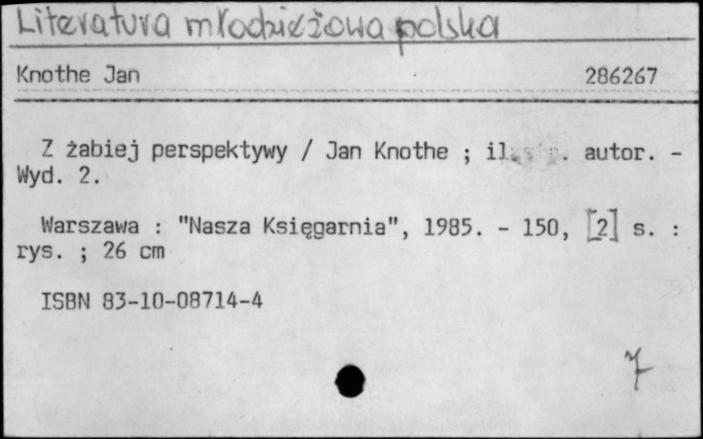 Literatura młodzieżowa polska
Knothe Jan 286267
Z żabiej perspektywy / Jan Knothe ; il. autor. -
Wyd. 2.
Warszawa : "Nasza Księgarnia", 1985. - 150, [2] s. :
rys. ; 26 cm
ISBN 83-10-08714-4
7